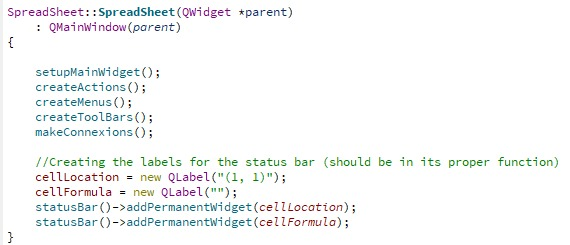 SpreadSheet::SpreadSheet(QWidget *parent)
    : QMainWindow(parent)
{
    setupMainWidget();
    createActions();
    createMenus();
    createToolBars();
    makeConnexions();
    //Creating the labels for the status bar (should be in its proper function)
    cellLocation = new QLabel("(1, 1)");
    cellFormula = new QLabel("");
    statusBar()->addPermanentWidget(cellLocation);
    statusBar()->addPermanentWidget(cellFormula);
}